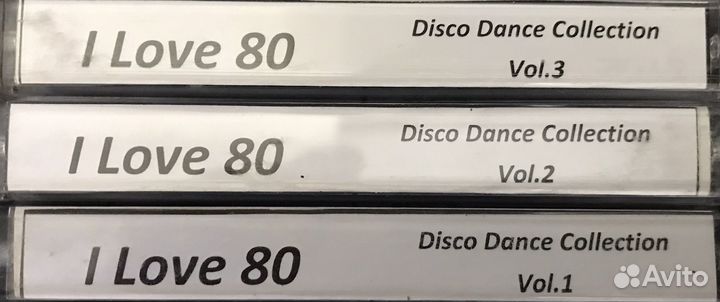 I Love 80
Disco Dance Collection
Vol.3
I Love 80
Disco Dance Collection
Vol.2
I Love 80
Disco Dance Collection
Vol.1
Avito